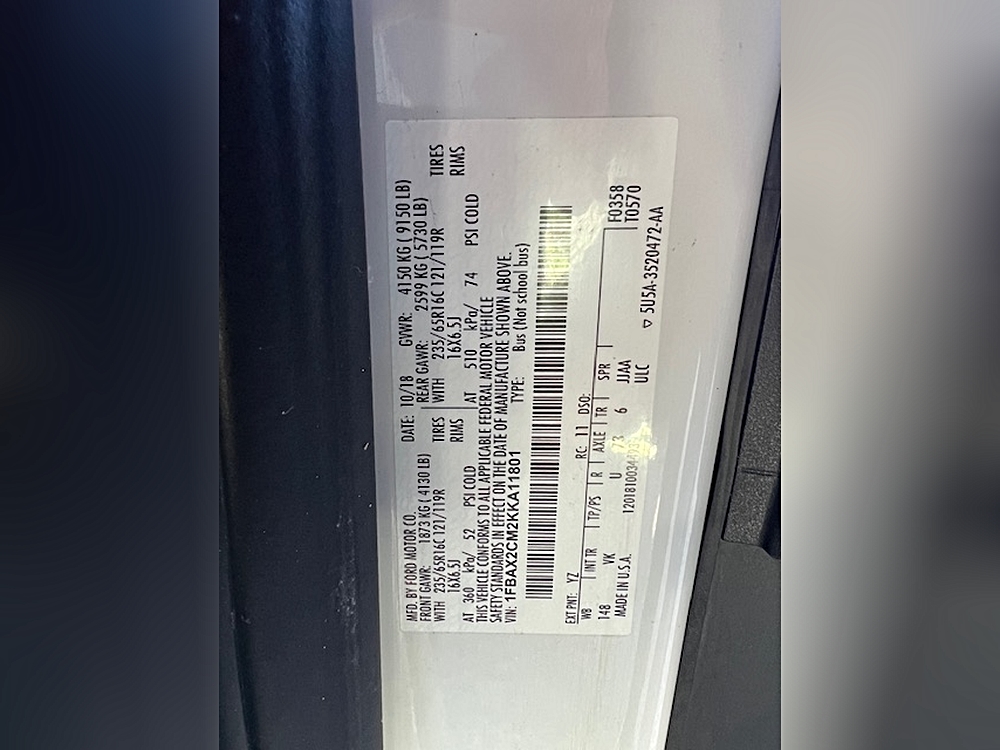 MFD. BY FORD MOTOR CO. DATE: 10/18 GVWR: 4150 KG ( 9150 LB)
FRONT GAWR: 1873 KG ( 4130 LB) REAR GAWR: 2599 KG ( 5730 LB)
WITH 235/65R16C 121/119R TIRES WITH 235/65R16C 121/119R TIRES
16X6.5J RIMS 16X6.5J RIMS
AT 360 kPa/ 52 PSI COLD AT 510 kPa/ 74 PSI COLD
THIS VEHICLE CONFORMS TO ALL APPLICABLE FEDERAL MOTOR VEHICLE
SAFETY STANDARDS IN EFFECT ON THE DATE OF MANUFACTURE SHOWN ABOVE.
VIN: 1FBAX2CM2KKA11801 TYPE: Bus (Not school bus)
EXT PNT: YZ RC: 11 DSO:
WB INT TR TP/PS R AXLE TR SPR F0358
148 VK U 6 JJAA T0570
MADE IN U.S.A. ULC
▽ 5U5A-3520472-AA